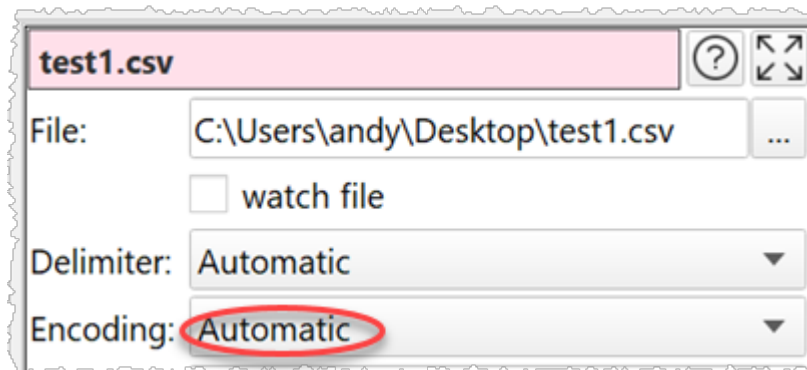 test1.csv
File: C:\Users\andy\Desktop\test1.csv ...
watch file
Delimiter: Automatic
Encoding: Automatic